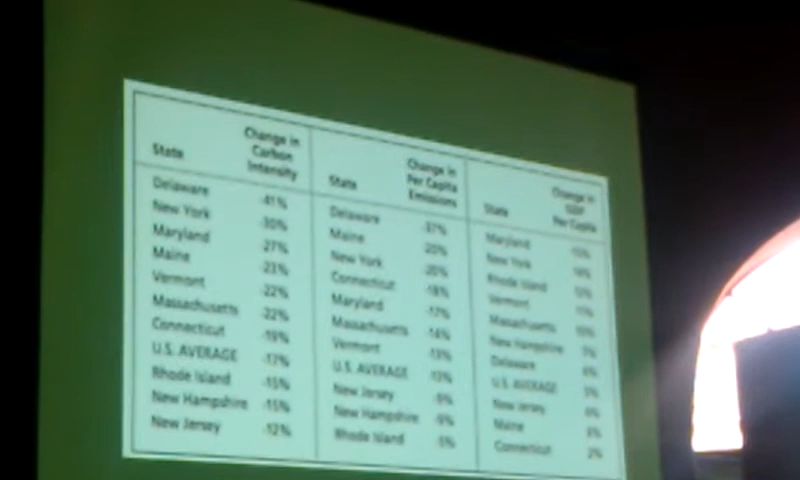 Change in
Carbon
State Intensity
Delaware -41%
New York -30%
Maryland -27%
Maine -23%
Vermont -22%
Massachusetts -22%
Connecticut -19%
U.S. AVERAGE -17%
Rhode Island -15%
New Hampshire -15%
New Jersey -12%
Change in
Per Capita
State Emissions
Delaware -37%
Maine -20%
New York -20%
Connecticut -18%
Maryland -17%
Massachusetts -14%
Vermont -13%
U.S. AVERAGE -13%
New Jersey
New Hampshire
Rhode Island
Change in
GDP
State Per Capita
Maryland
New York
Rhode Island
Vermont
Massachusetts
New Hampshire
Delaware
U.S. AVERAGE
New Jersey
Maine
Connecticut 2%